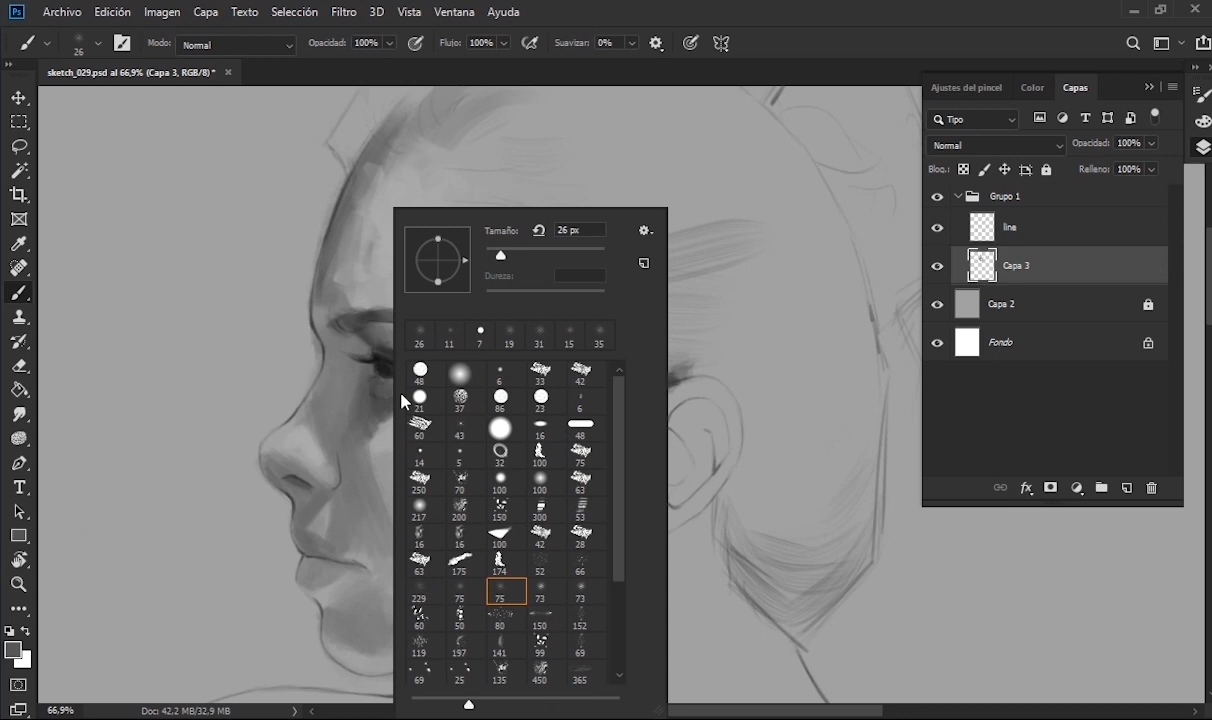 Ps Archivo Edición Imagen Capa Texto Selección Filtro 3D Vista Ventana Ayuda
26 Modo: Normal Opacidad: 100% Flujo: 100% Suavizar: 0%
sketch_029.psd al 66,9% (Capa 3, RGB/8) *
Ajustes del pincel Color Capas
Tipo
Normal Opacidad: 100%
Bloq.: Relleno: 100%
Grupo 1
line
Capa 3
Capa 2
Fondo
Tamaño: 26 px
Dureza:
26 11 7 19 31 15 35
48 6 33 42
21 37 86 23 6
60 43 16 48
14 5 32 100 75
250 70 100 100 63
217 200 150 300 53
16 16 100 42 28
63 175 174 52 66
229 75 75 73 73
60 50 80 150 152
119 197 141 99 69
69 25 135 450 365
66,9% Doc: 42,2 MB/32,9 MB